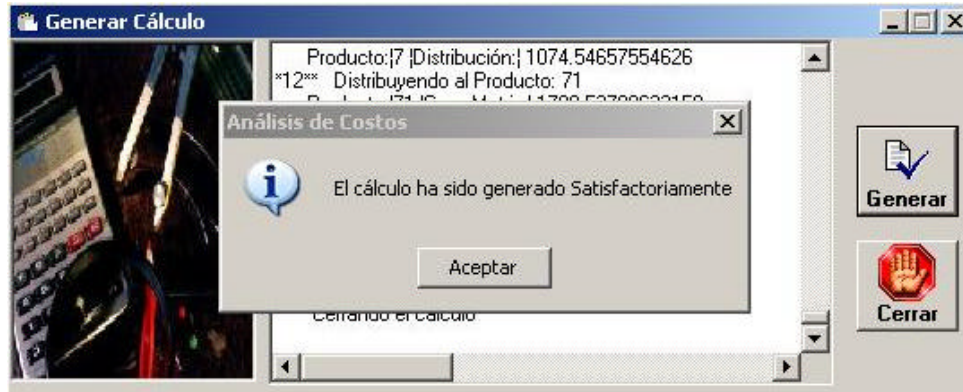 Generar Cálculo
Producto:|7 |Distribución:| 1074.54657554626
*12** Distribuyendo al Producto: 71
Análisis de Costos
El cálculo ha sido generado Satisfactoriamente
Aceptar
Cerrando el cálculo
Generar
Cerrar